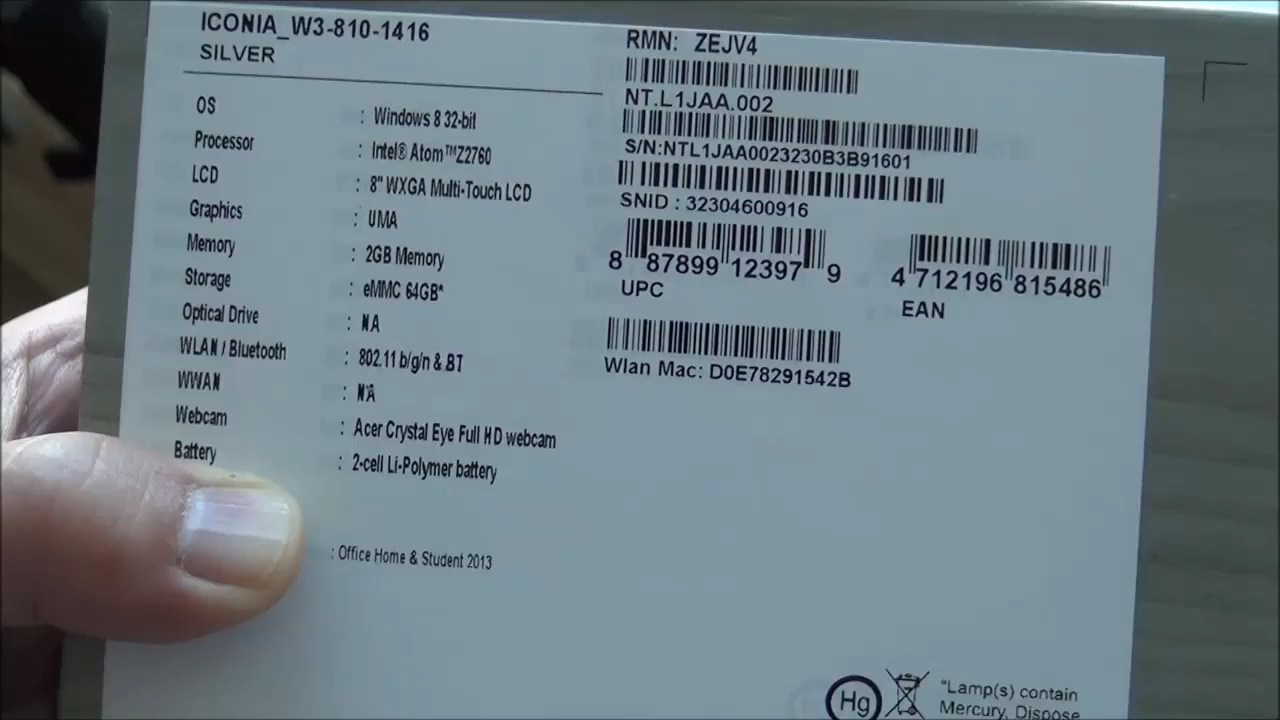 ICONIA_W3-810-1416
SILVER
OS : Windows 8 32-bit
Processor : Intel® Atom™Z2760
LCD : 8" WXGA Multi-Touch LCD
Graphics : UMA
Memory : 2GB Memory
Storage : eMMC 64GB*
Optical Drive : NA
WLAN / Bluetooth : 802.11 b/g/n & BT
WWAN : NA
Webcam : Acer Crystal Eye Full HD webcam
Battery : 2-cell Li-Polymer battery
: Office Home & Student 2013
RMN: ZEJV4
NT.L1JAA.002
S/N:NTL1JAA0023230B3B91601
SNID : 32304600916
8 87899 12397 9
UPC
4 712196 815486
EAN
Wlan Mac: D0E78291542B
Hg
“Lamp(s) contain
Mercury, Dispose